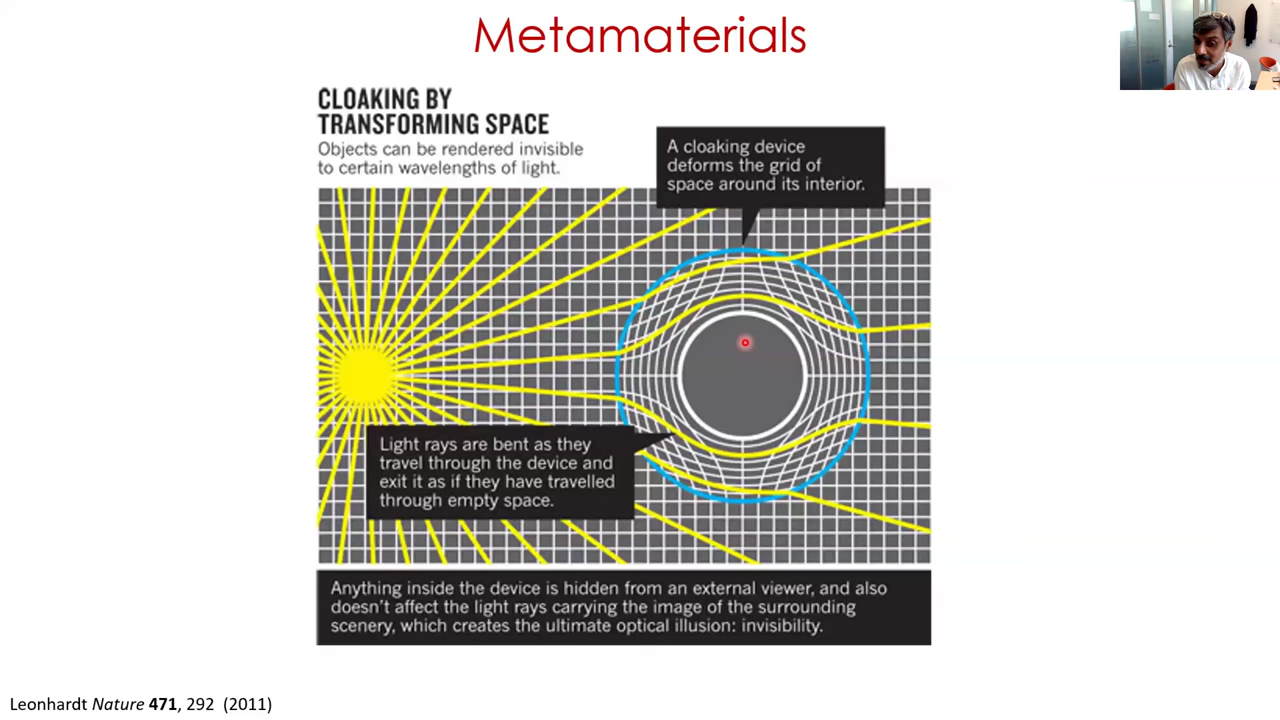 Metamaterials
CLOAKING BY
TRANSFORMING SPACE
Objects can be rendered invisible
to certain wavelengths of light.
A cloaking device
deforms the grid of
space around its interior.
Light rays are bent as they
travel through the device and
exit it as if they have travelled
through empty space.
Anything inside the device is hidden from an external viewer, and also
doesn't affect the light rays carrying the image of the surrounding
scenery, which creates the ultimate optical illusion: invisibility.
Leonhardt Nature 471, 292 (2011)